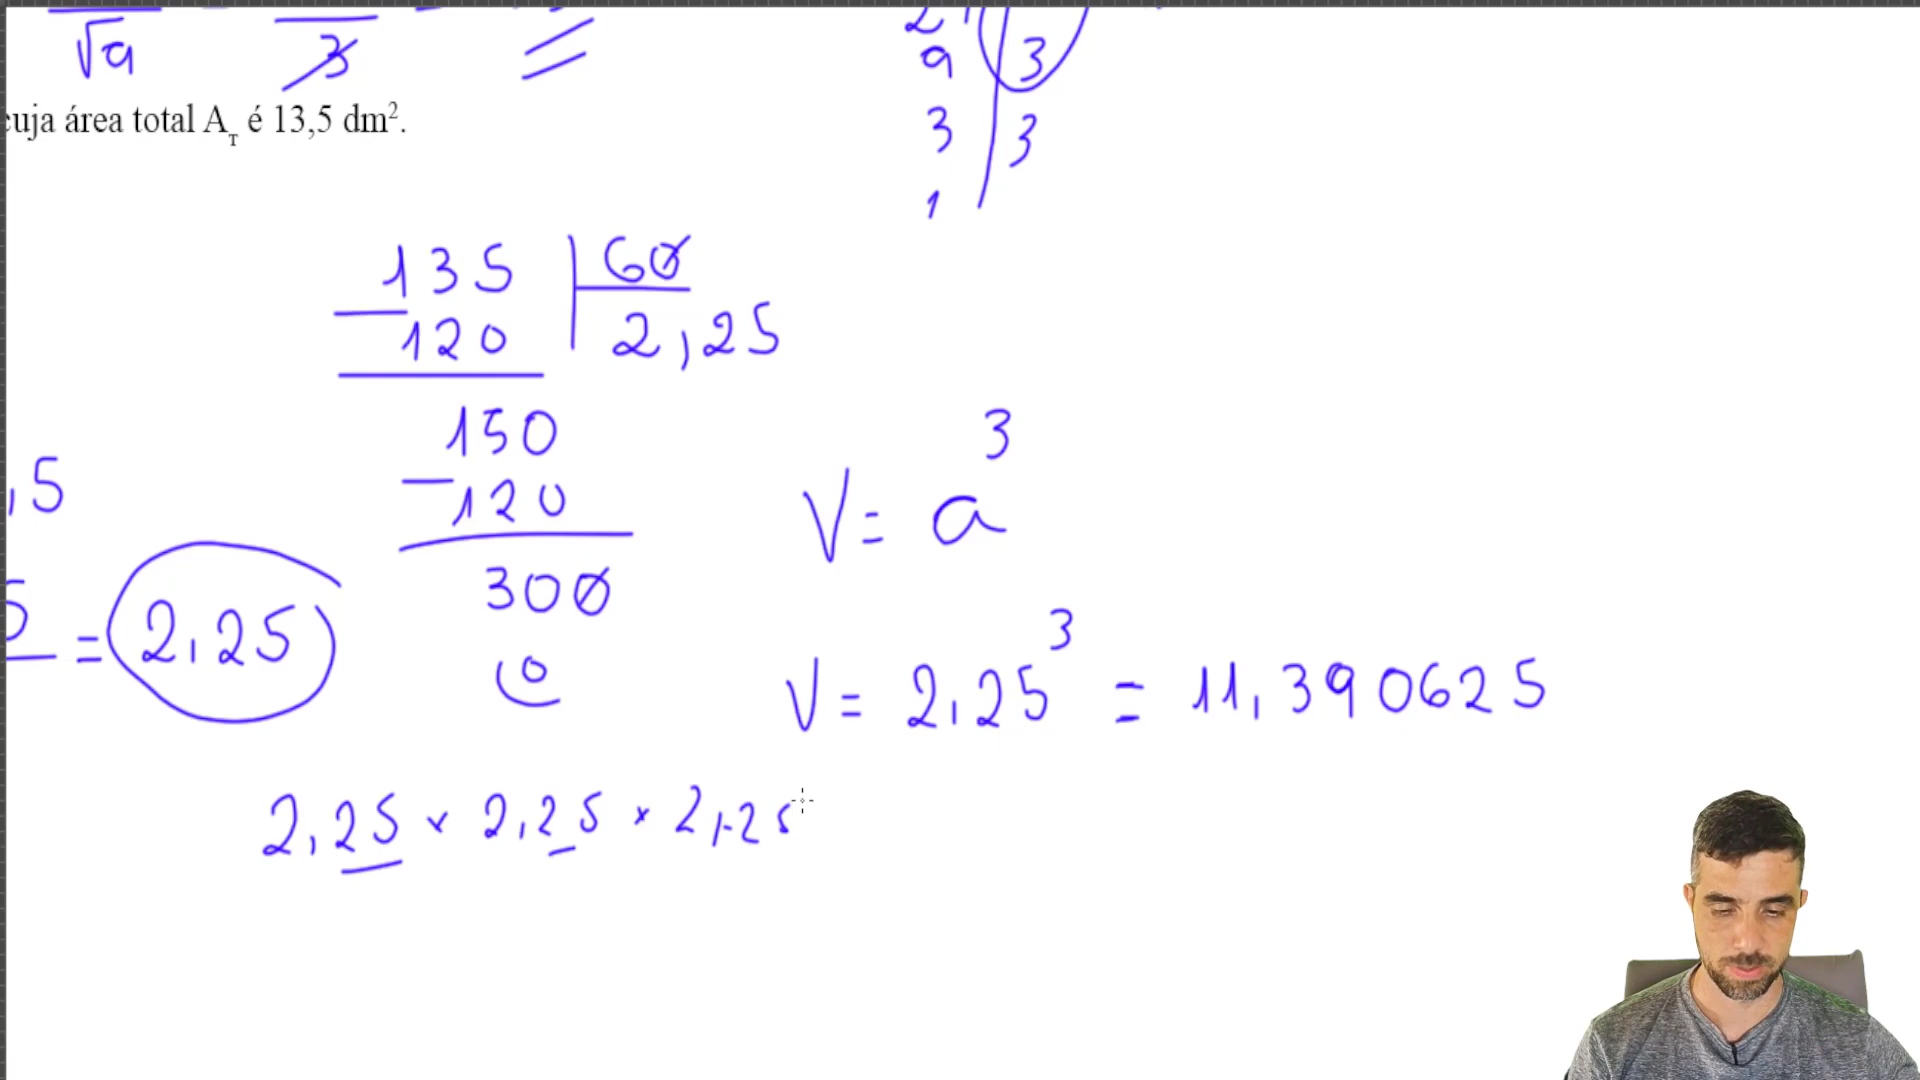 √a 3 =
2
9 3
cuja área total A_T é 13,5 dm².
3 3
1
135 60
- 120 2,25
150
- 120
300
0
,5
5 = 2,25
V = a³
V = 2,25³ = 11,390625
2,25 × 2,25 × 2,25